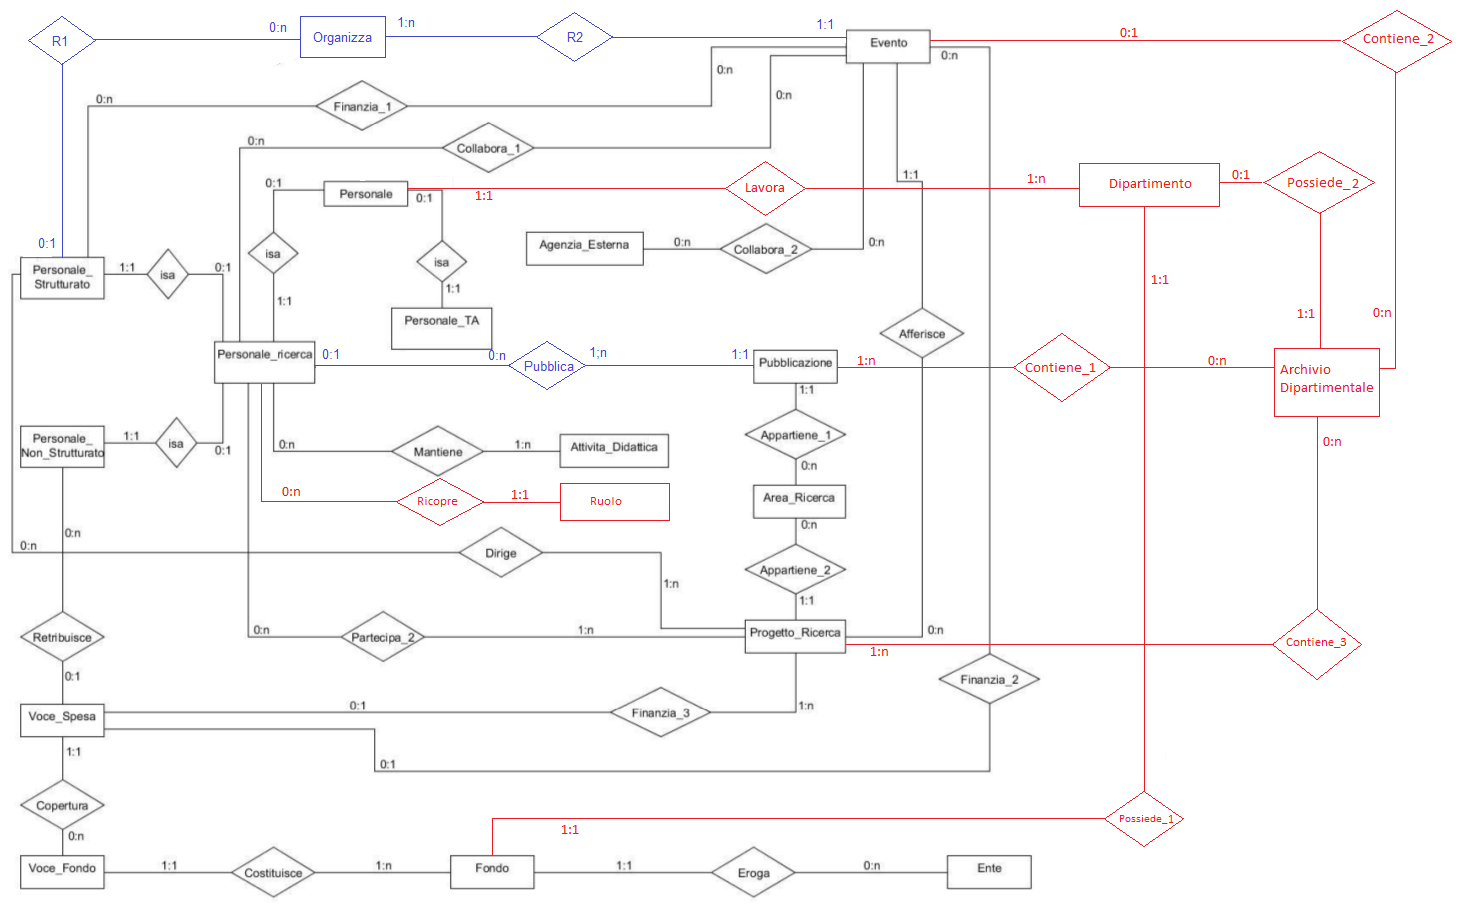 R1
0:n
Organizza
1:n
R2
1:1
Evento
0:1
Contiene_2
0:n
0:n
0:n
Finanzia_1
0:n
0:n
Collabora_1
0:1
Personale
0:1
1:1
Lavora
1:n
Dipartimento
0:1
Possiede_2
1:1
0:1
Agenzia_Esterna
0:n
Collabora_2
0:n
isa
isa
Personale_
Strutturato
1:1
isa
0:1
1:1
1:1
1:1
1:1
0:n
Personale_TA
Afferisce
Personale_ricerca
0:1
0:n
Pubblica
1;n
1:1
Pubblicazione
1:n
Contiene_1
0:n
Archivio
Dipartimentale
1:1
Personale_
Non_Strutturato
1:1
isa
0:1
0:n
Mantiene
1:n
Attivita_Didattica
Appartiene_1
0:n
0:n
0:n
Ricopre
1:1
Ruolo
Area_Ricerca
0:n
0:n
0:n
Dirige
Appartiene_2
1:n
1:1
Retribuisce
0:n
Partecipa_2
1:n
Progetto_Ricerca
0:n
1:n
Contiene_3
0:1
Finanzia_2
Voce_Spesa
0:1
Finanzia_3
1:n
1:1
0:1
Copertura
Possiede_1
1:1
0:n
Voce_Fondo
1:1
Costituisce
1:n
Fondo
1:1
Eroga
0:n
Ente